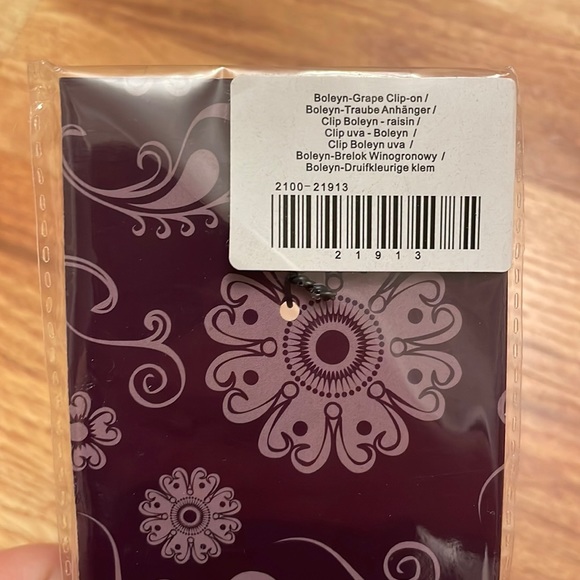 Boleyn-Grape Clip-on /
Boleyn-Traube Anhänger /
Clip Boleyn - raisin /
Clip uva - Boleyn /
Clip Boleyn uva /
Boleyn-Brelok Winogronowy /
Boleyn-Druifkleurige klem
2100-21913
21913